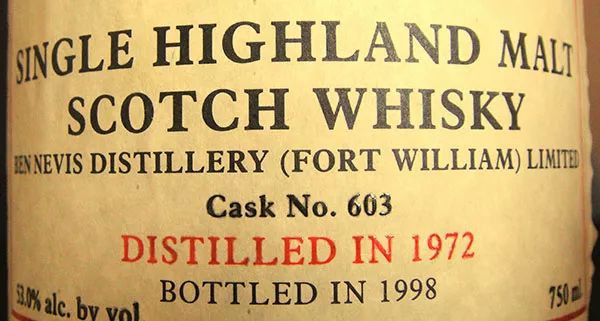 SINGLE HIGHLAND MALT
SCOTCH WHISKY
BEN NEVIS DISTILLERY (FORT WILLIAM) LIMITED
Cask No. 603
DISTILLED IN 1972
BOTTLED IN 1998
53.0% alc. by vol
750 ml